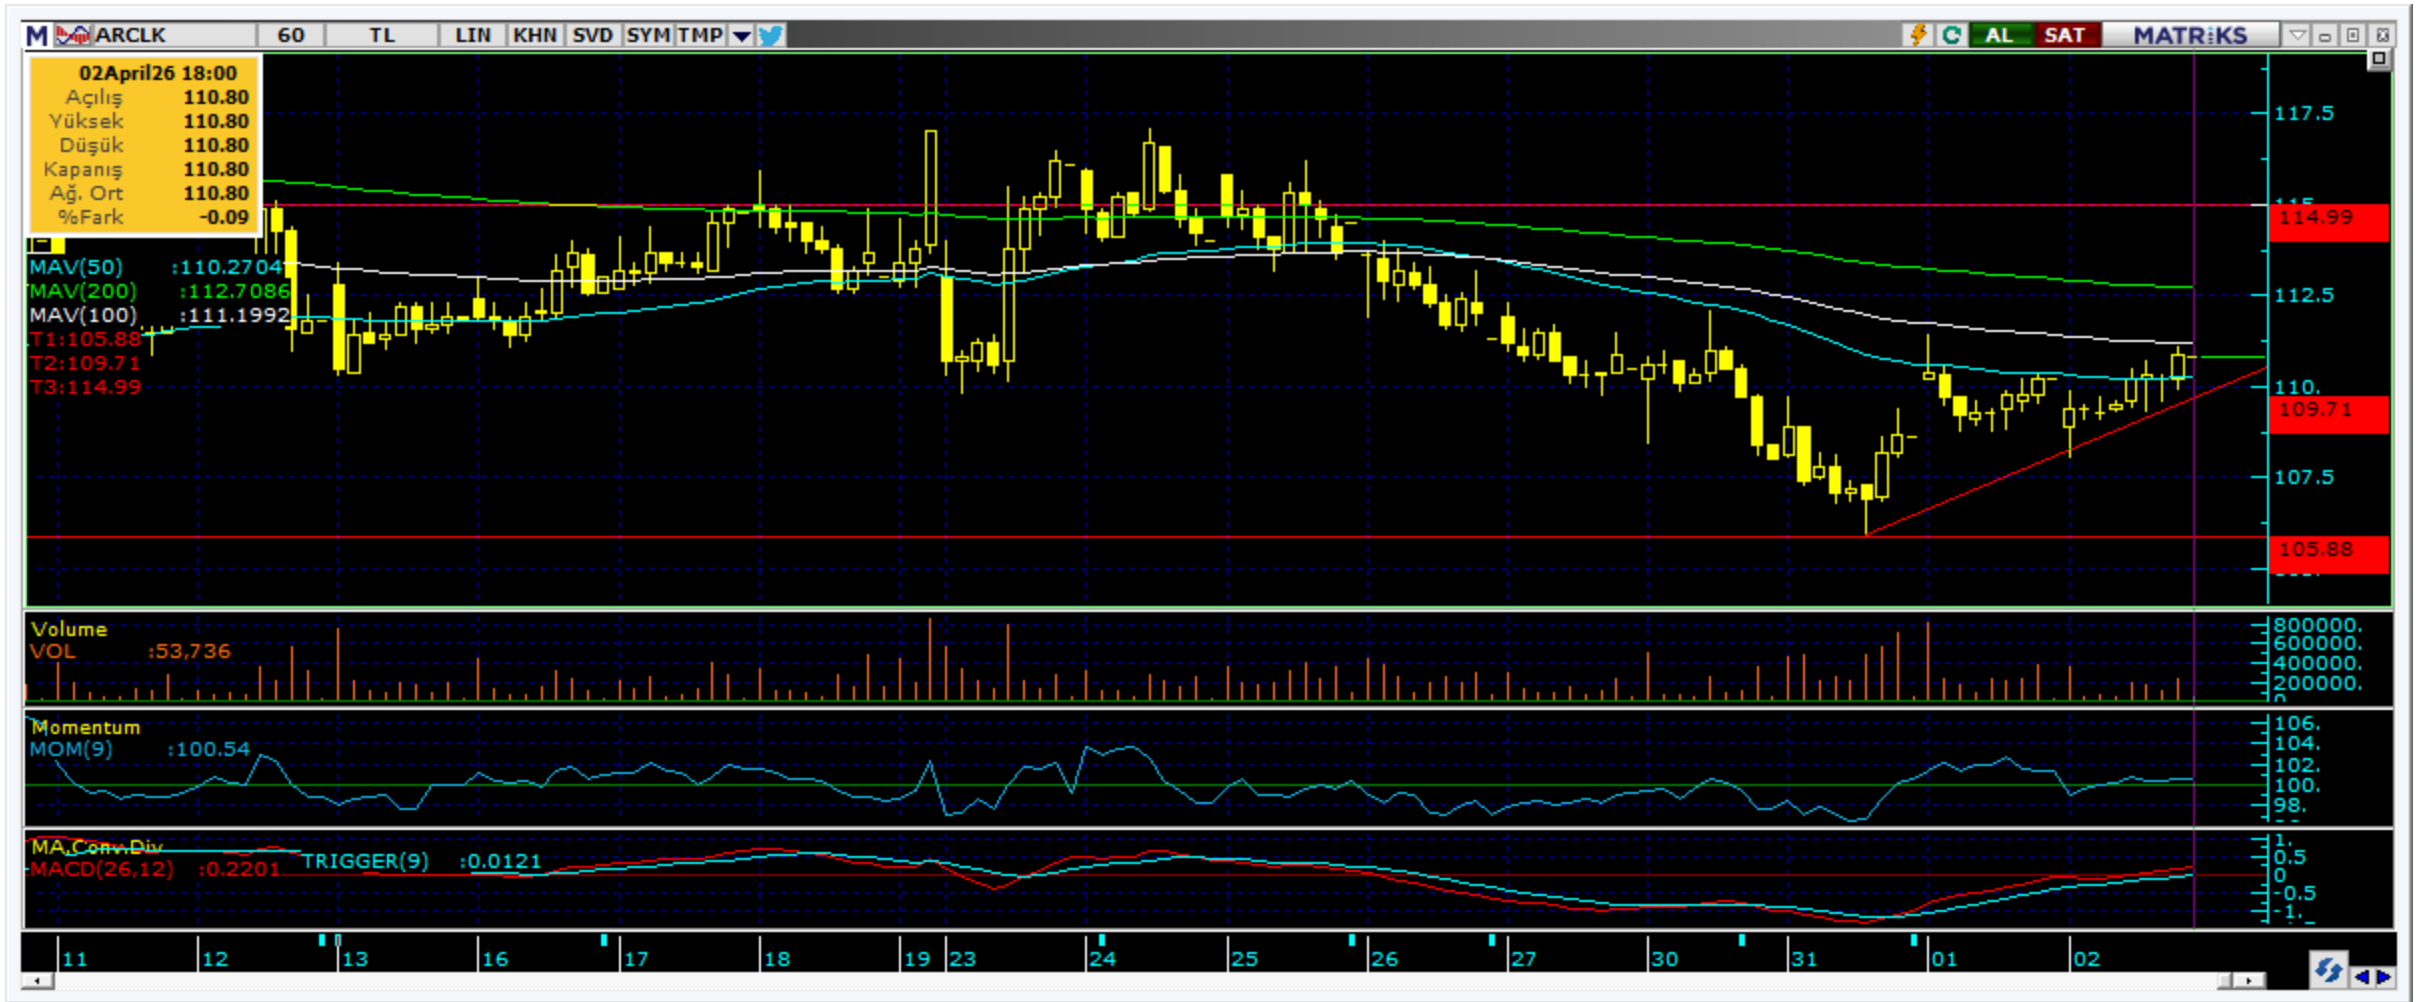 M ARCLK 60 TL LIN KHN SVD SYM TMP AL SAT MATRiKS
02April26 18:00
Açılış 110.80
Yüksek 110.80
Düşük 110.80
Kapanış 110.80
Ağ. Ort 110.80
%Fark -0.09
MAV(50) :110.2704
MAV(200) :112.7086
MAV(100) :111.1992
T1:105.88
T2:109.71
T3:114.99
117.5
114.99
112.5
110.
109.71
107.5
105.88
Volume
VOL :53,736
800000.
600000.
400000.
200000.
0
Momentum
MOM(9) :100.54
106.
104.
102.
100.
98.
MA.Conv.Div
MACD(26,12) :0.2201 TRIGGER(9) :0.0121
1.
0.5
0
-0.5
-1.
11 12 13 16 17 18 19 23 24 25 26 27 30 31 01 02